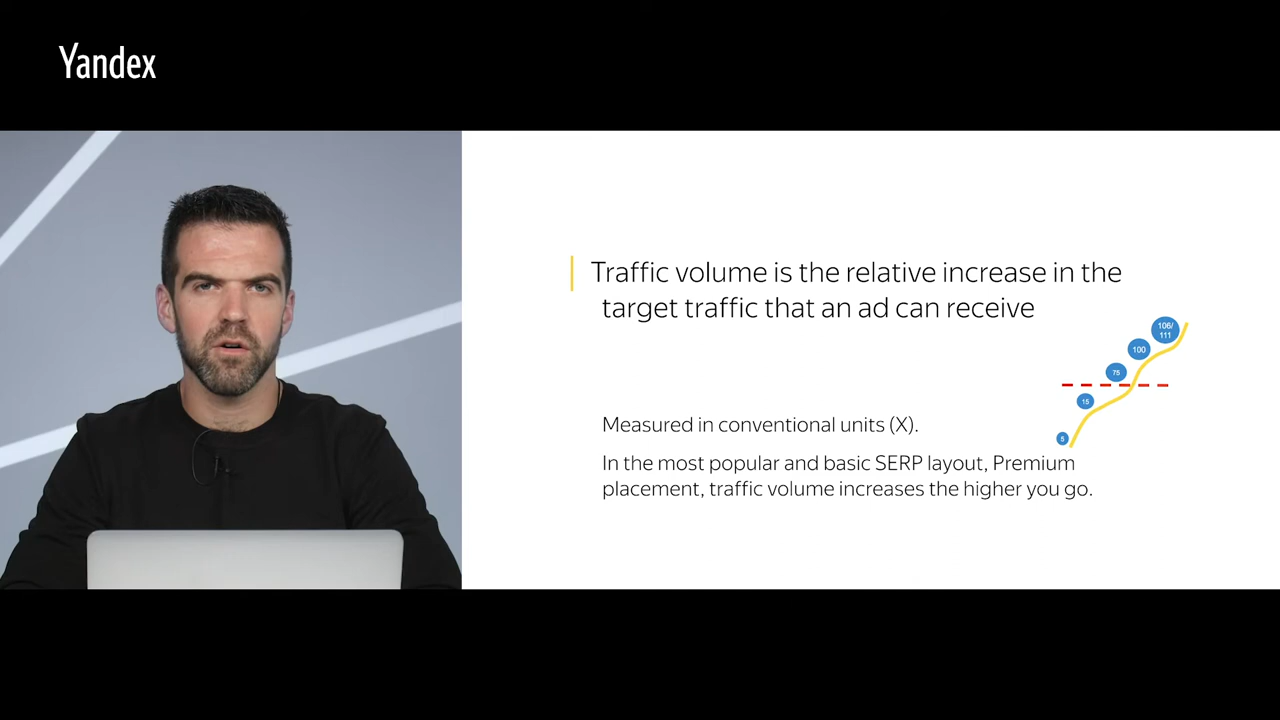 Yandex
Traffic volume is the relative increase in the
target traffic that an ad can receive
106/
111
100
75
15
5
Measured in conventional units (X).
In the most popular and basic SERP layout, Premium
placement, traffic volume increases the higher you go.